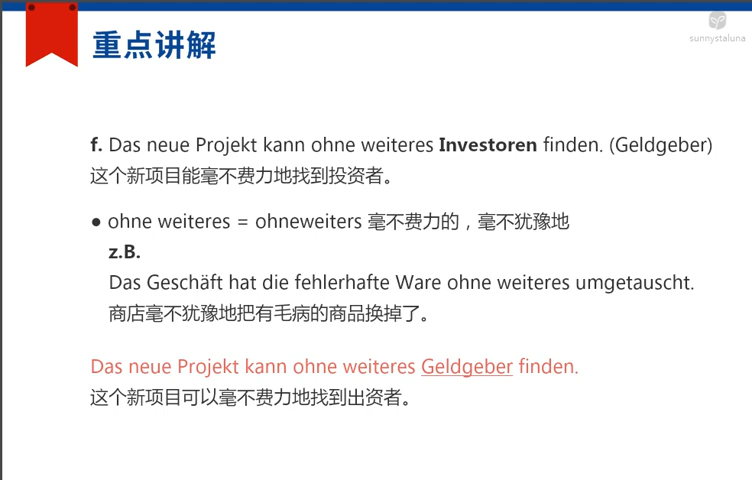 sunnystaluna
重点讲解
f. Das neue Projekt kann ohne weiteres Investoren finden. (Geldgeber)
这个新项目能毫不费力地找到投资者。
● ohne weiteres = ohneweiters 毫不费力的，毫不犹豫地
z.B.
Das Geschäft hat die fehlerhafte Ware ohne weiteres umgetauscht.
商店毫不犹豫地把有毛病的商品换掉了。
Das neue Projekt kann ohne weiteres Geldgeber finden.
这个新项目可以毫不费力地找到出资者。